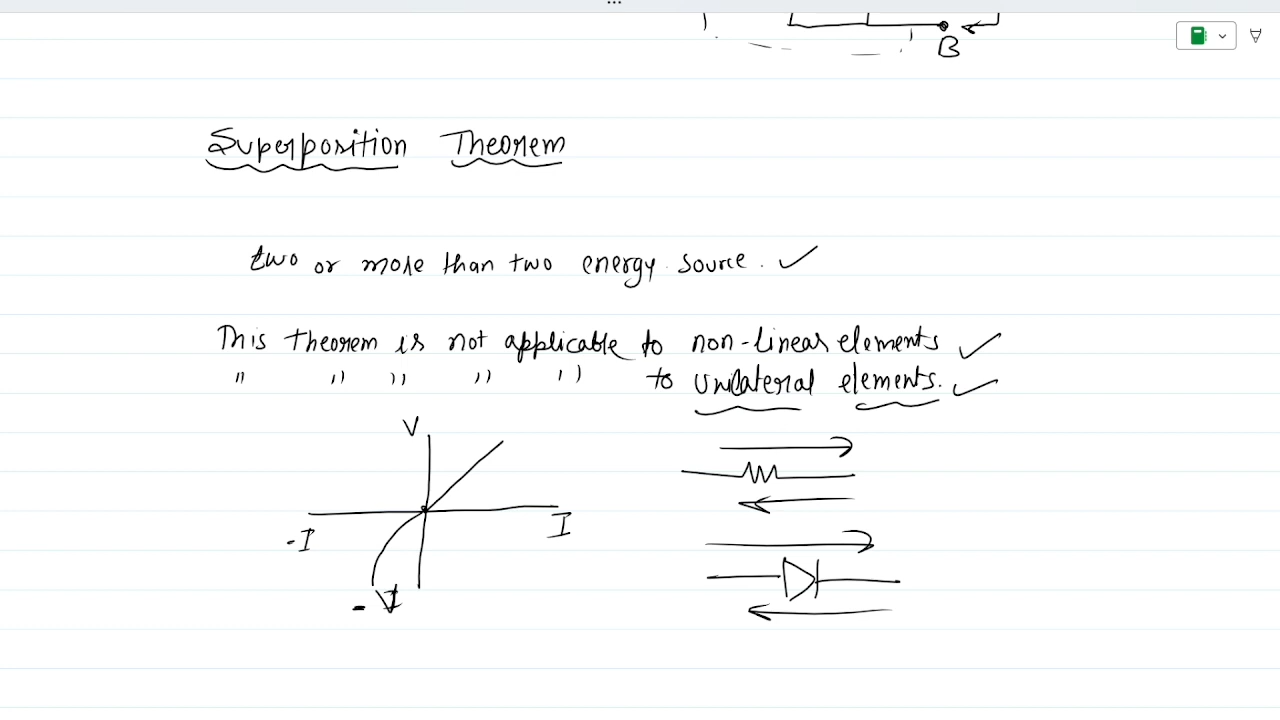 B
Superposition Theorem
two or more than two energy source.
This theorem is not applicable to non-linear elements
" " " " " to unilateral elements.
V
-I
I
-V